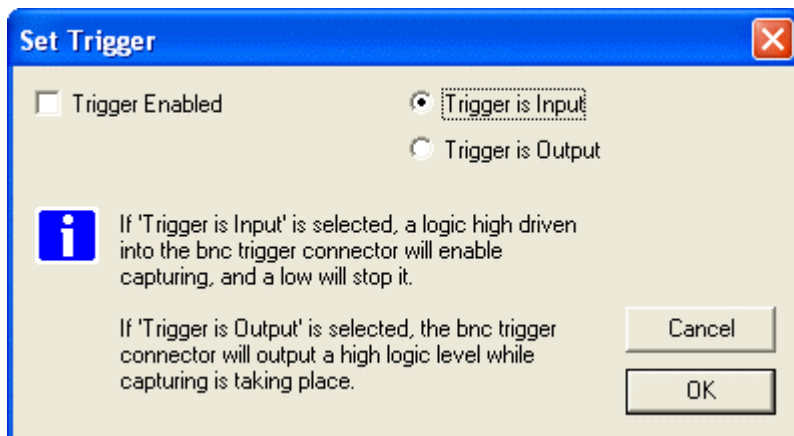 Set Trigger
Trigger Enabled
Trigger is Input
Trigger is Output
If 'Trigger is Input' is selected, a logic high driven
into the bnc trigger connector will enable
capturing, and a low will stop it.
If 'Trigger is Output' is selected, the bnc trigger
connector will output a high logic level while
capturing is taking place.
Cancel
OK